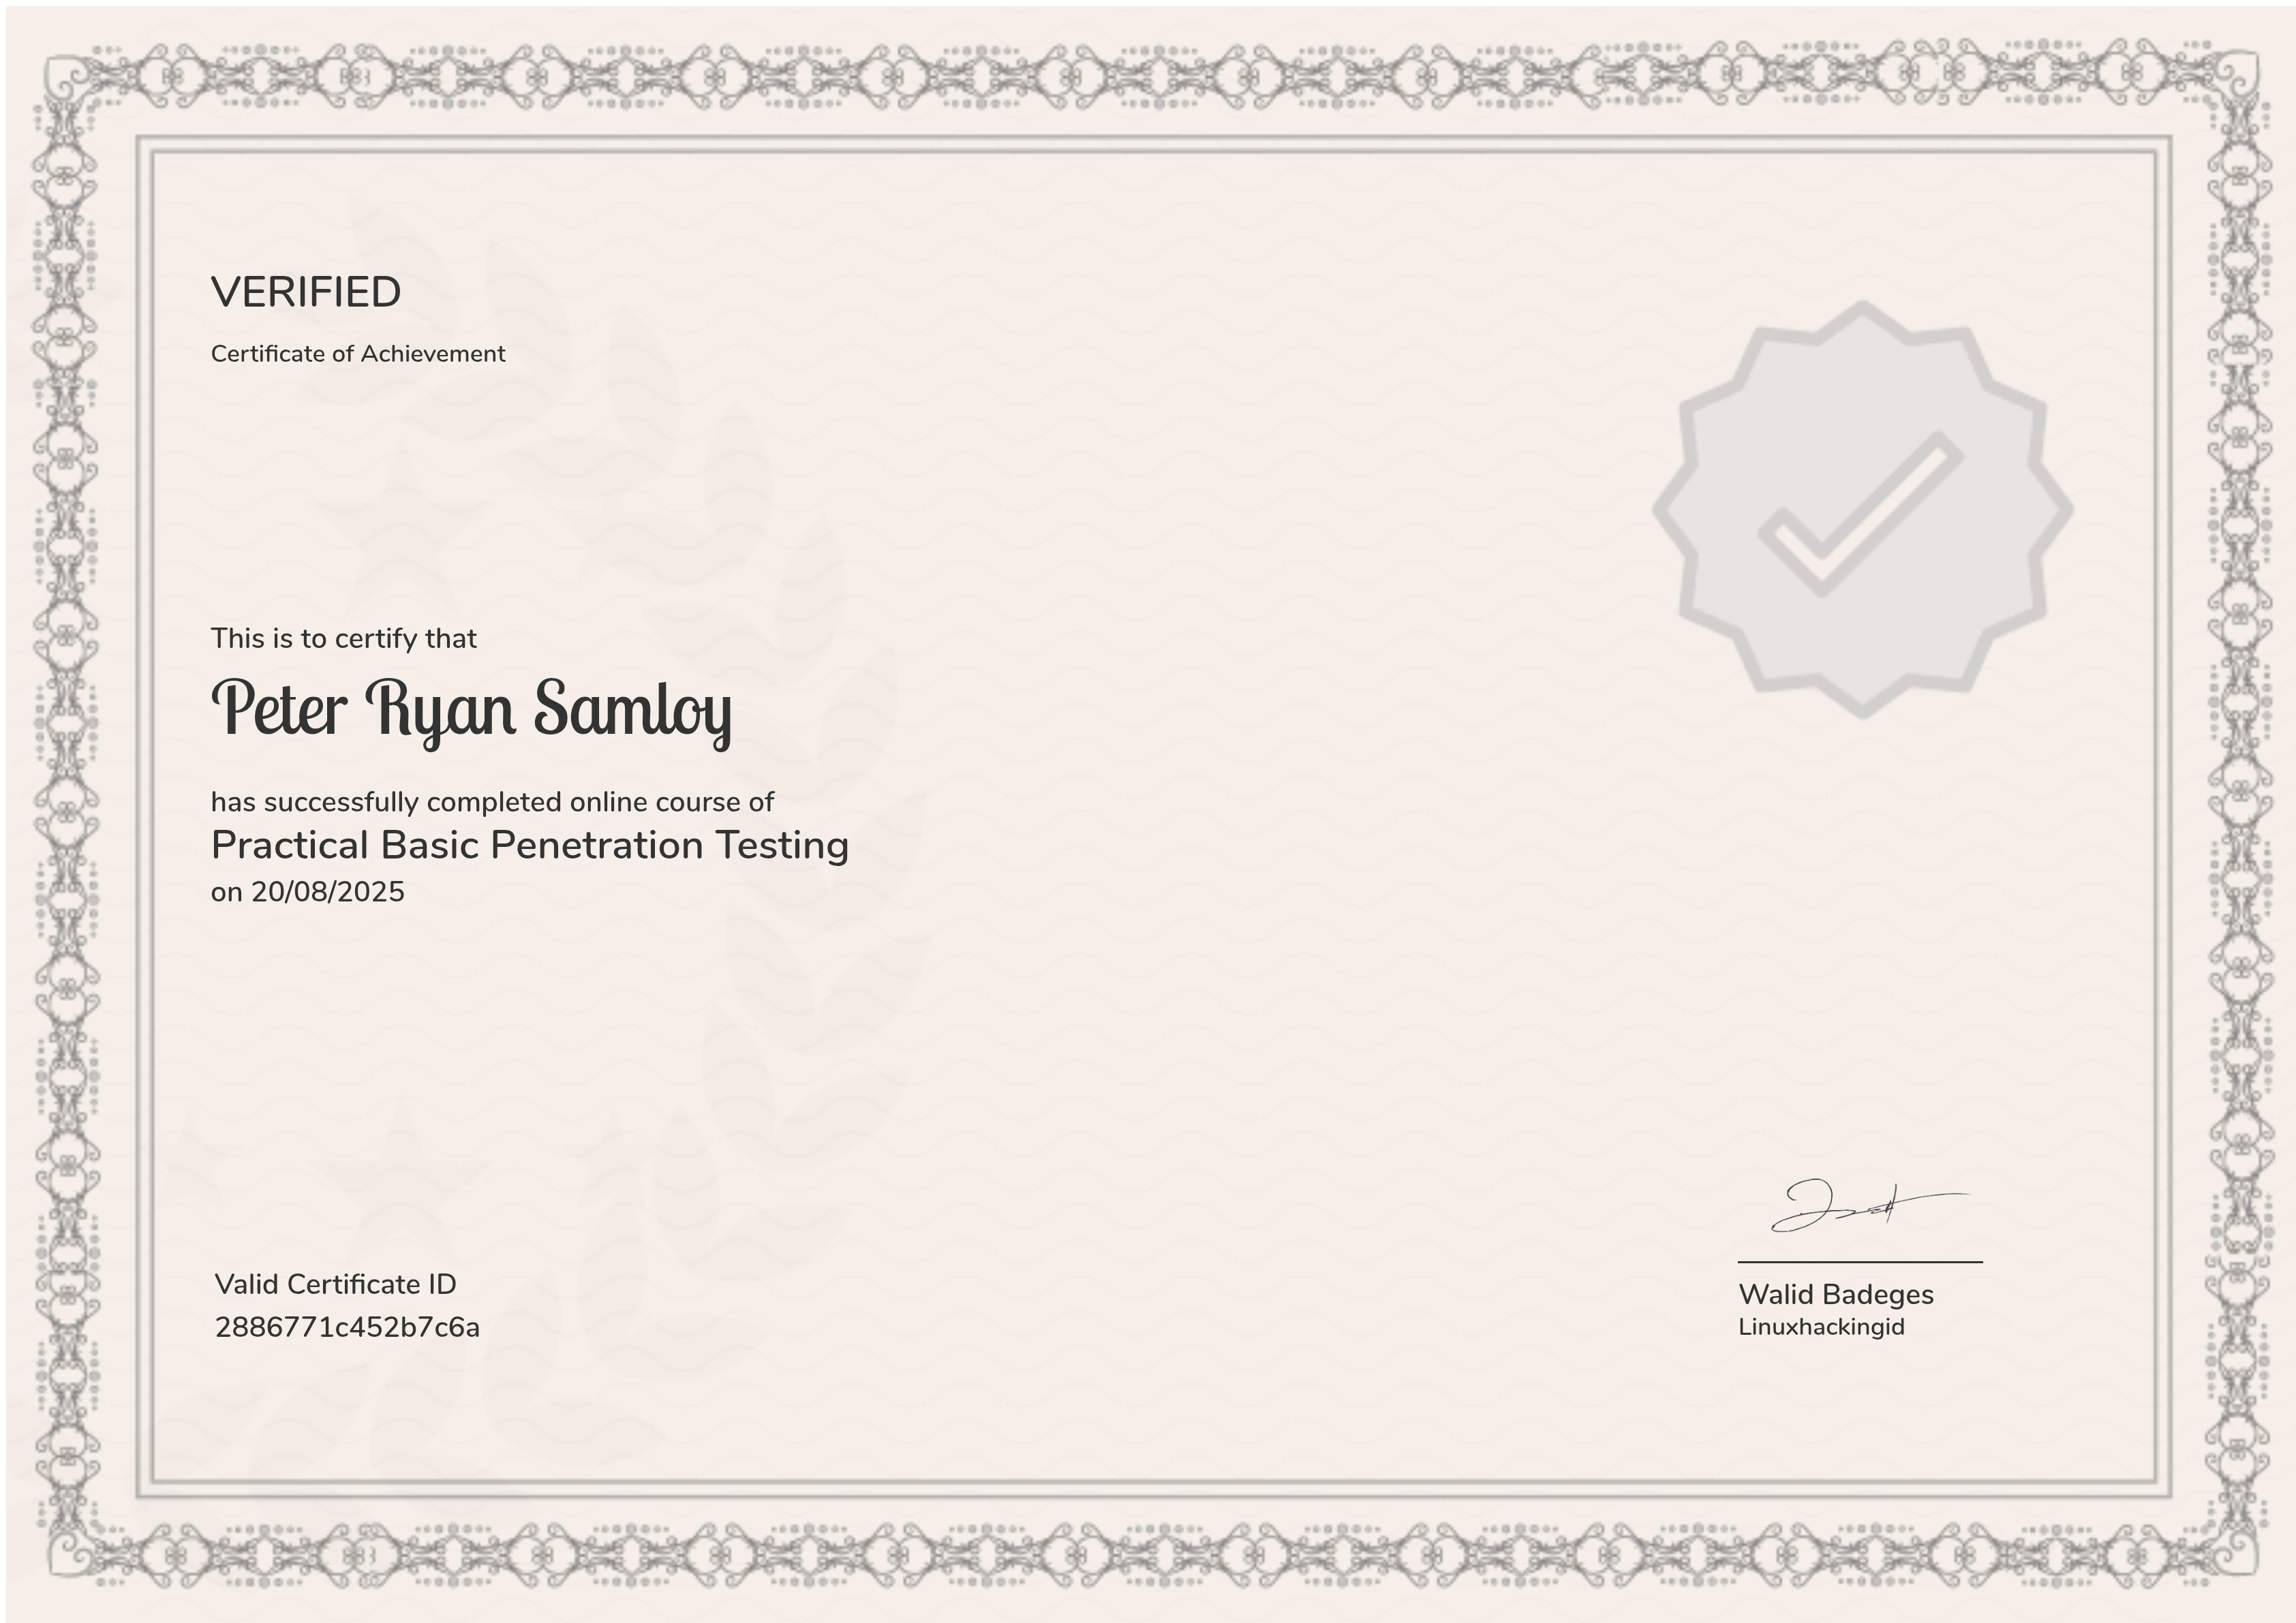 VERIFIED
Certificate of Achievement
This is to certify that
Peter Ryan Samloy
has successfully completed online course of
Practical Basic Penetration Testing
on 20/08/2025
Valid Certificate ID
2886771c452b7c6a
Walid Badeges
Linuxhackingid